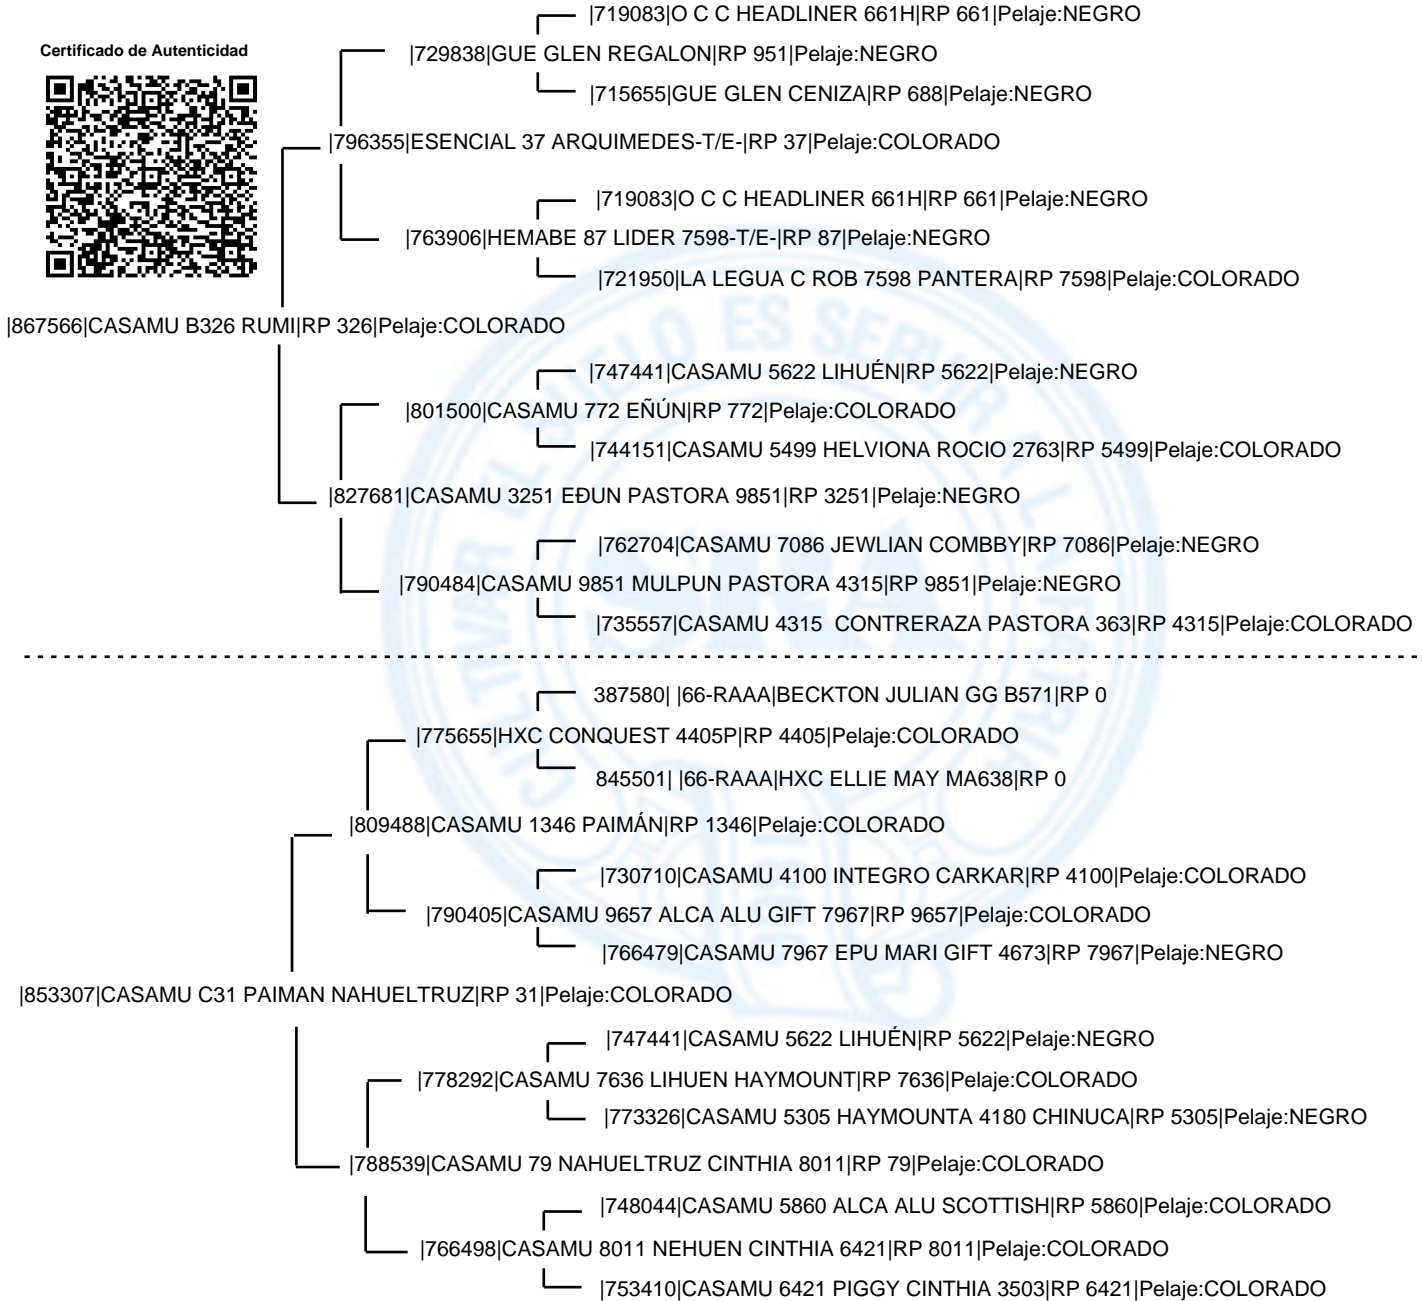 |719083|O C C HEADLINER 661H|RP 661|Pelaje:NEGRO
Certificado de Autenticidad
|729838|GUE GLEN REGALON|RP 951|Pelaje:NEGRO
|715655|GUE GLEN CENIZA|RP 688|Pelaje:NEGRO
|796355|ESENCIAL 37 ARQUIMEDES-T/E-|RP 37|Pelaje:COLORADO
|719083|O C C HEADLINER 661H|RP 661|Pelaje:NEGRO
|763906|HEMABE 87 LIDER 7598-T/E-|RP 87|Pelaje:NEGRO
|721950|LA LEGUA C ROB 7598 PANTERA|RP 7598|Pelaje:COLORADO
|867566|CASAMU B326 RUMI|RP 326|Pelaje:COLORADO
|747441|CASAMU 5622 LIHUÉN|RP 5622|Pelaje:NEGRO
|801500|CASAMU 772 EÑÚN|RP 772|Pelaje:COLORADO
|744151|CASAMU 5499 HELVIONA ROCIO 2763|RP 5499|Pelaje:COLORADO
|827681|CASAMU 3251 EÐUN PASTORA 9851|RP 3251|Pelaje:NEGRO
|762704|CASAMU 7086 JEWLIAN COMBBY|RP 7086|Pelaje:NEGRO
|790484|CASAMU 9851 MULPUN PASTORA 4315|RP 9851|Pelaje:NEGRO
|735557|CASAMU 4315  CONTRERAZA PASTORA 363|RP 4315|Pelaje:COLORADO
387580| |66-RAAA|BECKTON JULIAN GG B571|RP 0
|775655|HXC CONQUEST 4405P|RP 4405|Pelaje:COLORADO
845501| |66-RAAA|HXC ELLIE MAY MA638|RP 0
|809488|CASAMU 1346 PAIMÁN|RP 1346|Pelaje:COLORADO
|730710|CASAMU 4100 INTEGRO CARKAR|RP 4100|Pelaje:COLORADO
|790405|CASAMU 9657 ALCA ALU GIFT 7967|RP 9657|Pelaje:COLORADO
|766479|CASAMU 7967 EPU MARI GIFT 4673|RP 7967|Pelaje:NEGRO
|853307|CASAMU C31 PAIMAN NAHUELTRUZ|RP 31|Pelaje:COLORADO
|747441|CASAMU 5622 LIHUÉN|RP 5622|Pelaje:NEGRO
|778292|CASAMU 7636 LIHUEN HAYMOUNT|RP 7636|Pelaje:COLORADO
|773326|CASAMU 5305 HAYMOUNTA 4180 CHINUCA|RP 5305|Pelaje:NEGRO
|788539|CASAMU 79 NAHUELTRUZ CINTHIA 8011|RP 79|Pelaje:COLORADO
|748044|CASAMU 5860 ALCA ALU SCOTTISH|RP 5860|Pelaje:COLORADO
|766498|CASAMU 8011 NEHUEN CINTHIA 6421|RP 8011|Pelaje:COLORADO
|753410|CASAMU 6421 PIGGY CINTHIA 3503|RP 6421|Pelaje:COLORADO
CULTIVAR EL SUELO ES SERVIR A LA PATRIA
SRA
1866